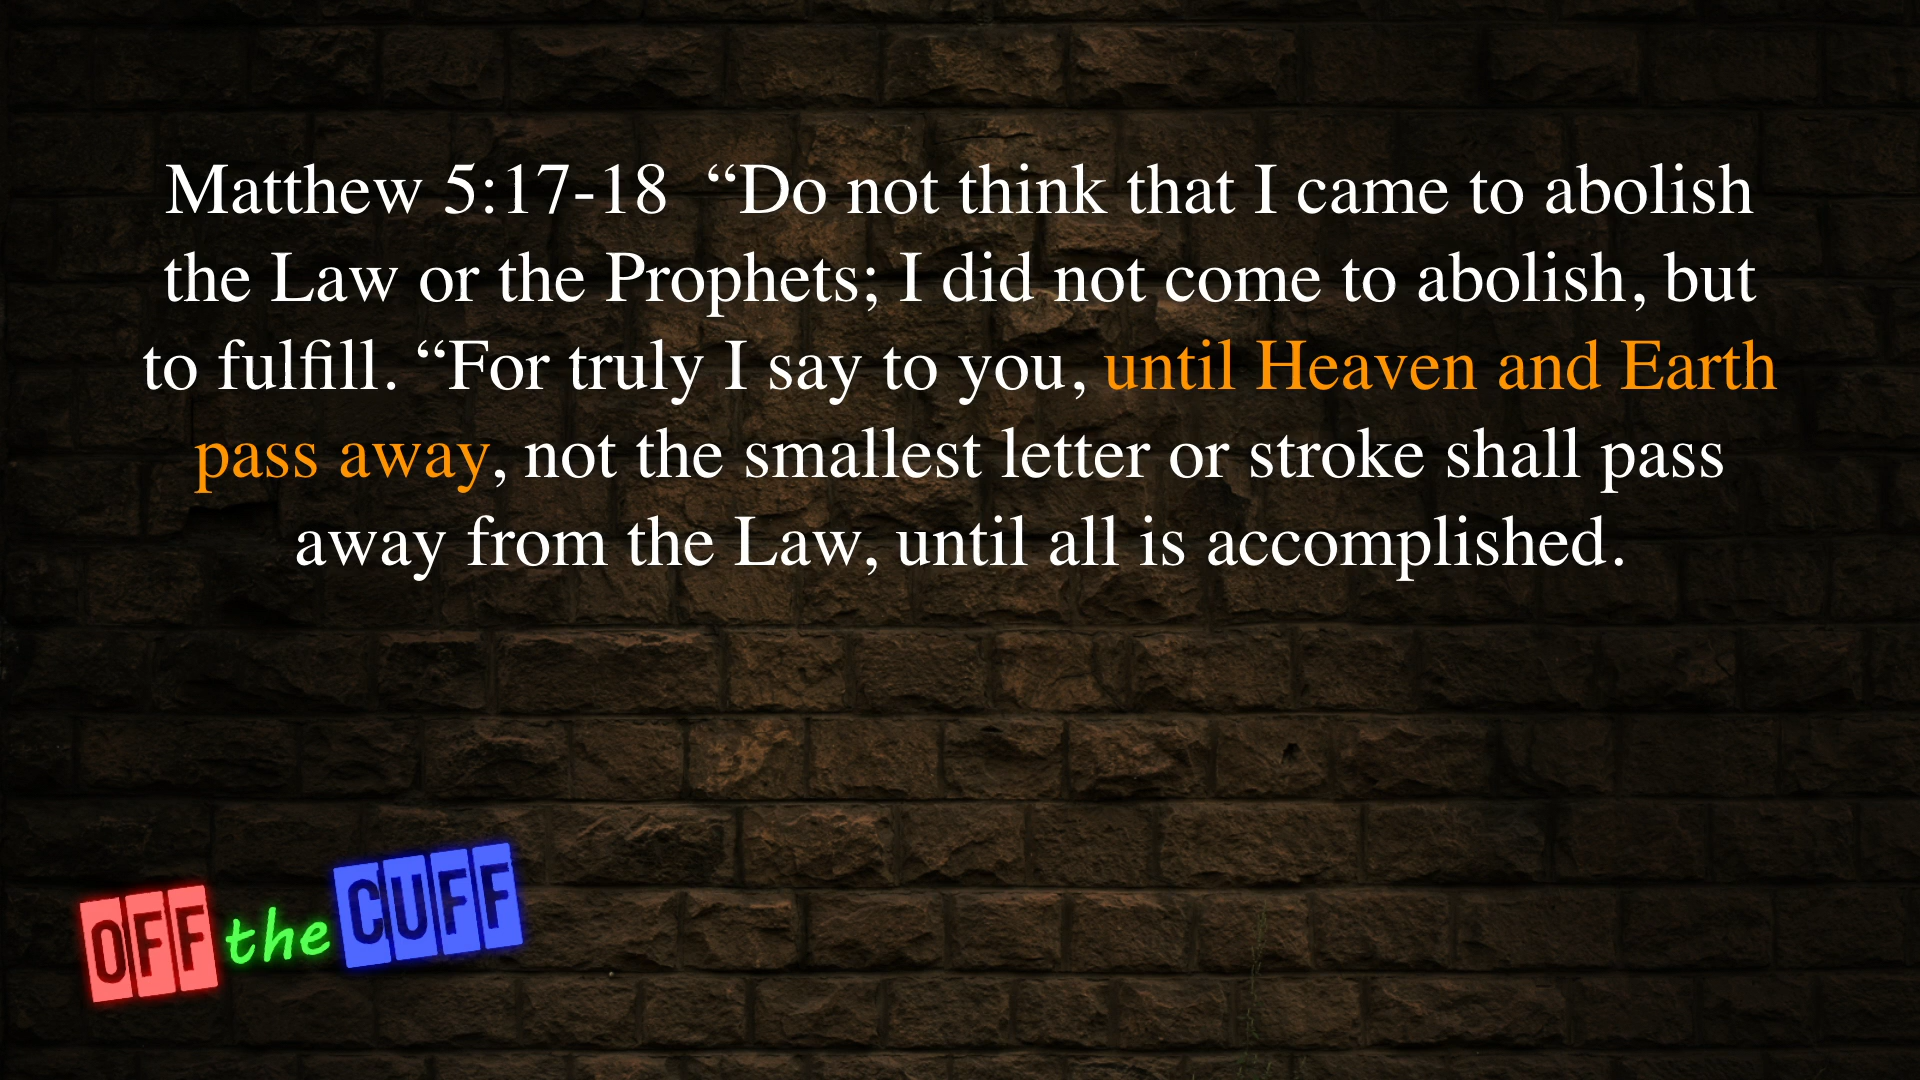 Matthew 5:17-18  “Do not think that I came to abolish
the Law or the Prophets; I did not come to abolish, but
to fulfill. “For truly I say to you, until Heaven and Earth
pass away, not the smallest letter or stroke shall pass
away from the Law, until all is accomplished.
OFF the CUFF